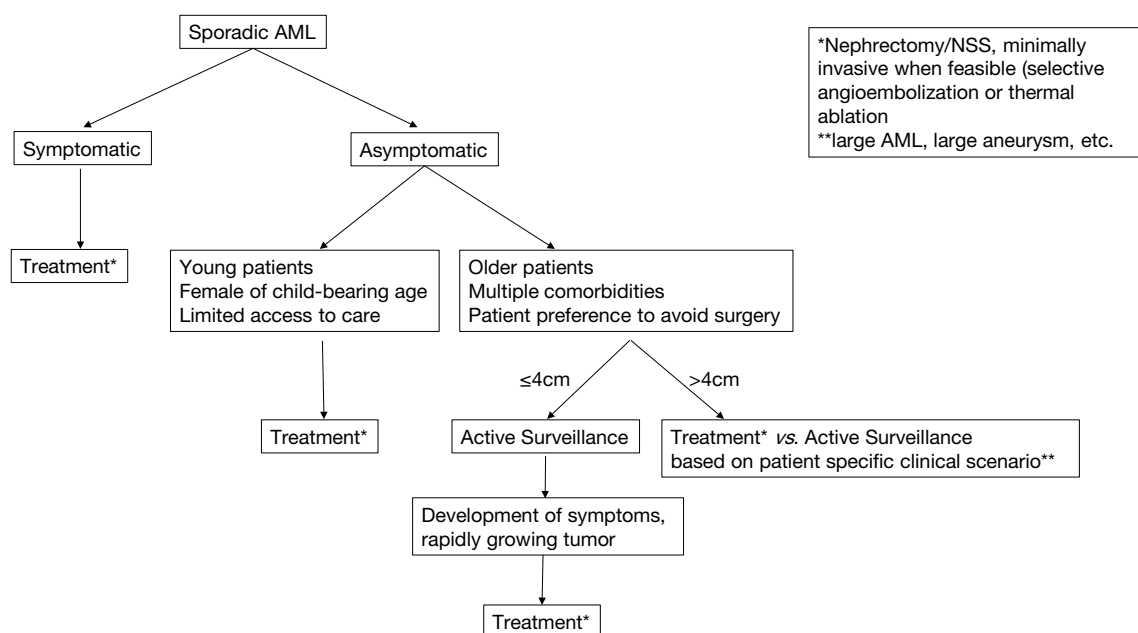 Sporadic AML
*Nephrectomy/NSS, minimally
invasive when feasible (selective
angioembolization or thermal
ablation
**large AML, large aneurysm, etc.
Symptomatic
Asymptomatic
Treatment*
Young patients
Female of child-bearing age
Limited access to care
Older patients
Multiple comorbidities
Patient preference to avoid surgery
≤4cm
>4cm
Treatment*
Active Surveillance
Treatment* vs. Active Surveillance
based on patient specific clinical scenario**
Development of symptoms,
rapidly growing tumor
Treatment*